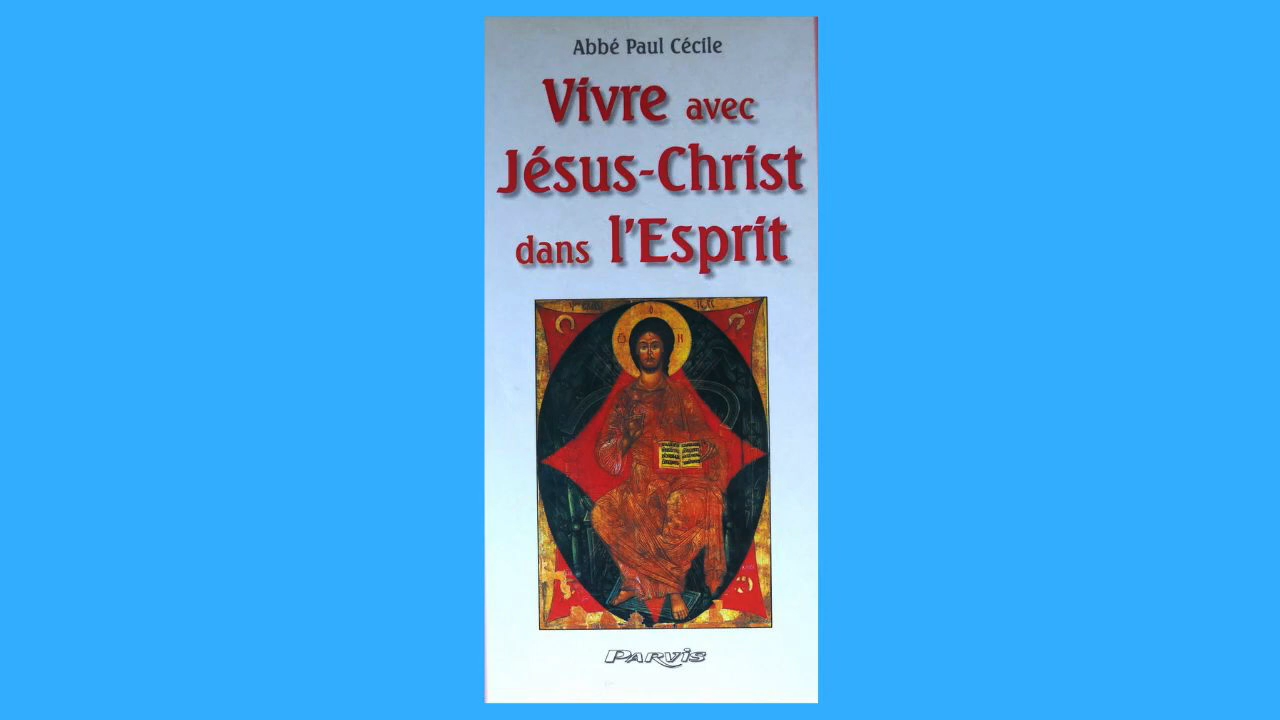 Abbé Paul Cécile
Vivre avec
Jésus-Christ
dans l'Esprit
PARVIS